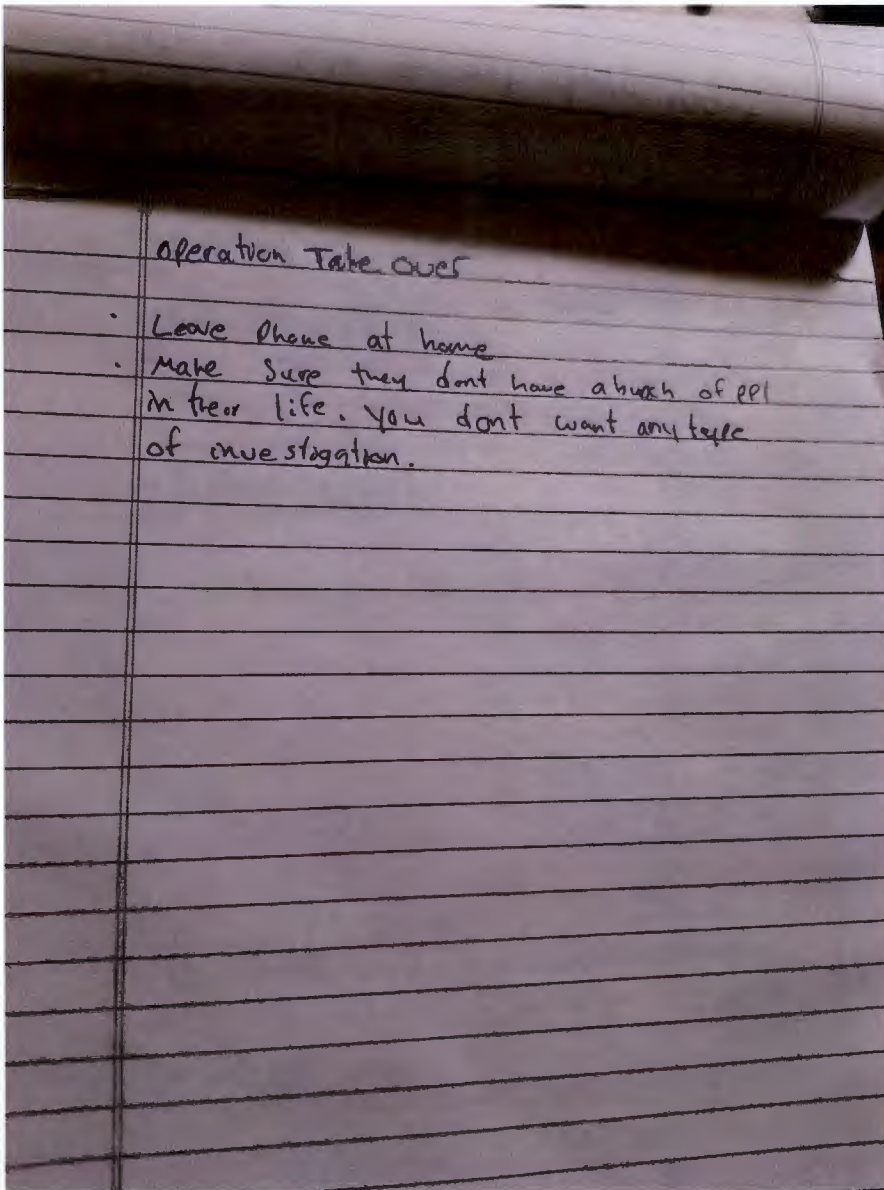 Operation Take Over
· Leave Phone at home
· Make Sure they dont have a bunch of ppl
in their life. You dont want any type
of investigation.